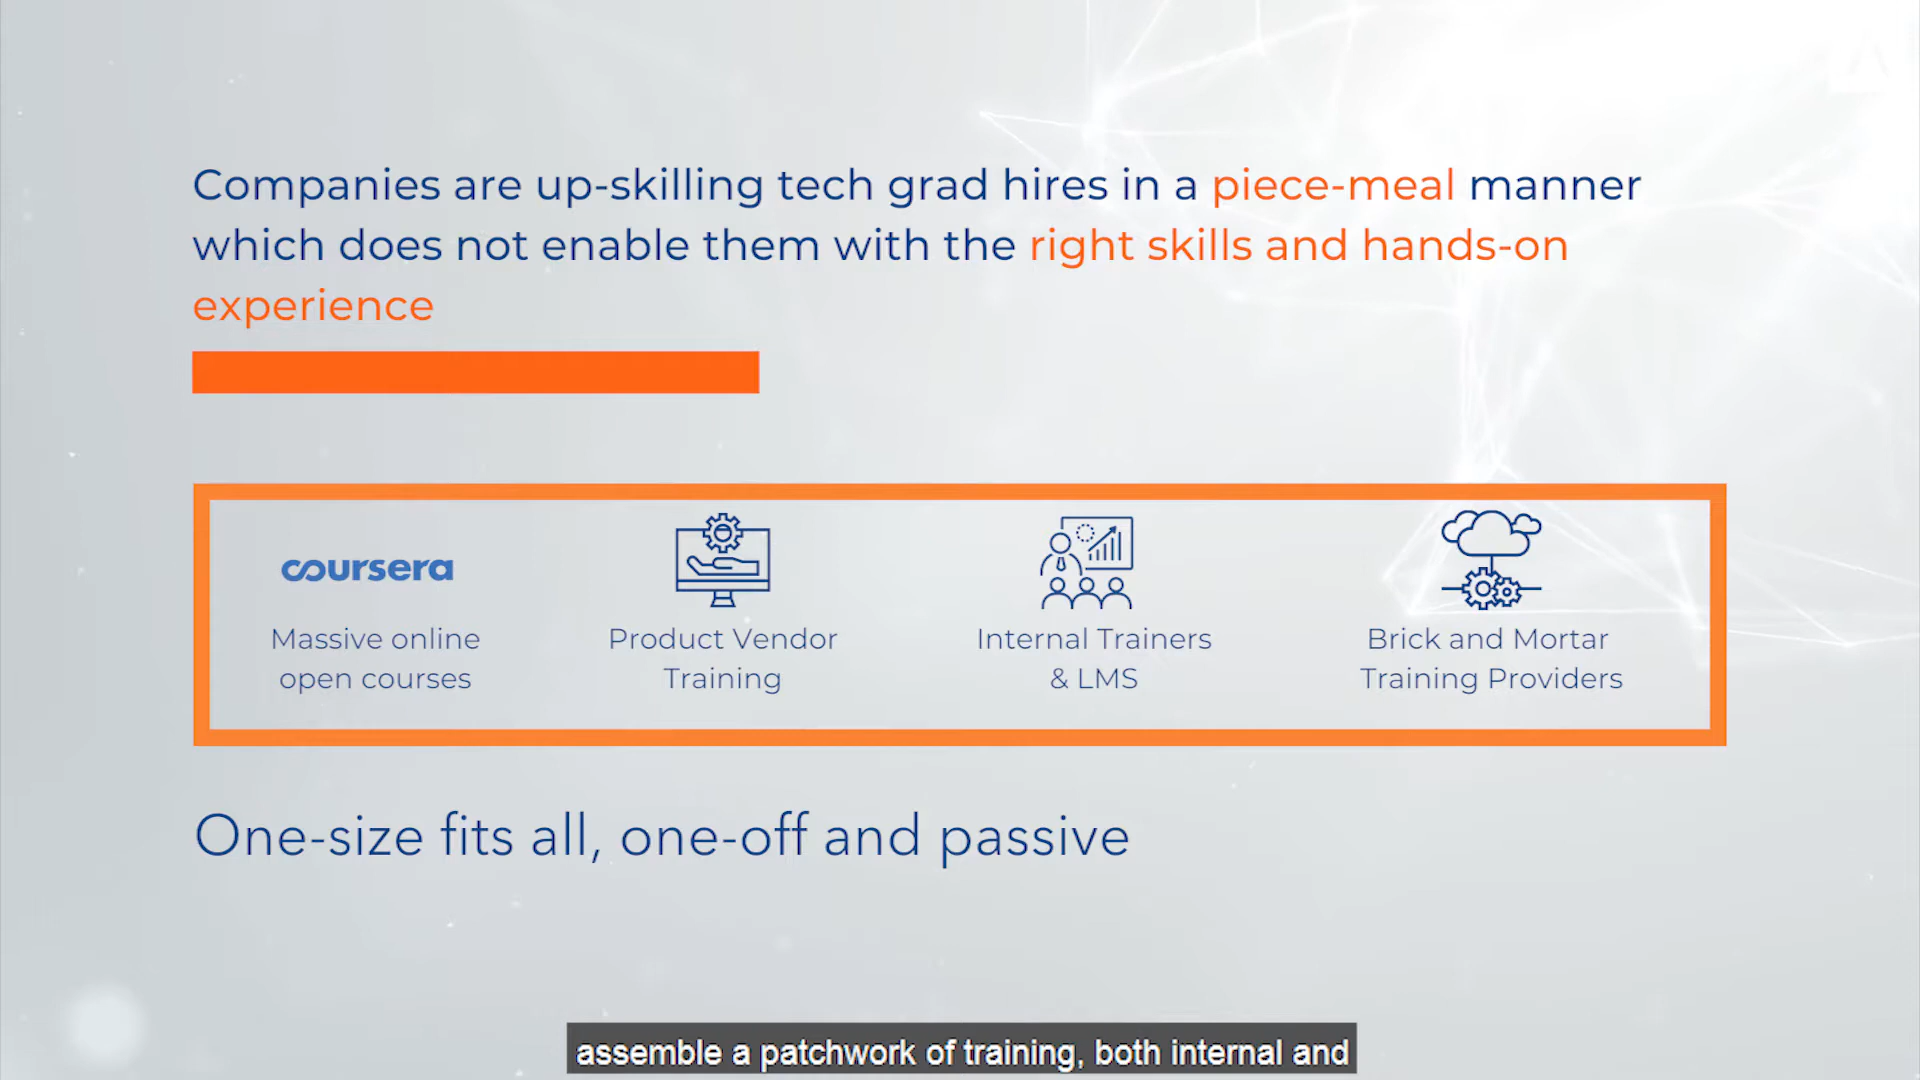 Companies are up-skilling tech grad hires in a piece-meal manner
which does not enable them with the right skills and hands-on
experience
coursera
Massive online
open courses
Product Vendor
Training
Internal Trainers
& LMS
Brick and Mortar
Training Providers
One-size fits all, one-off and passive
assemble a patchwork of training, both internal and